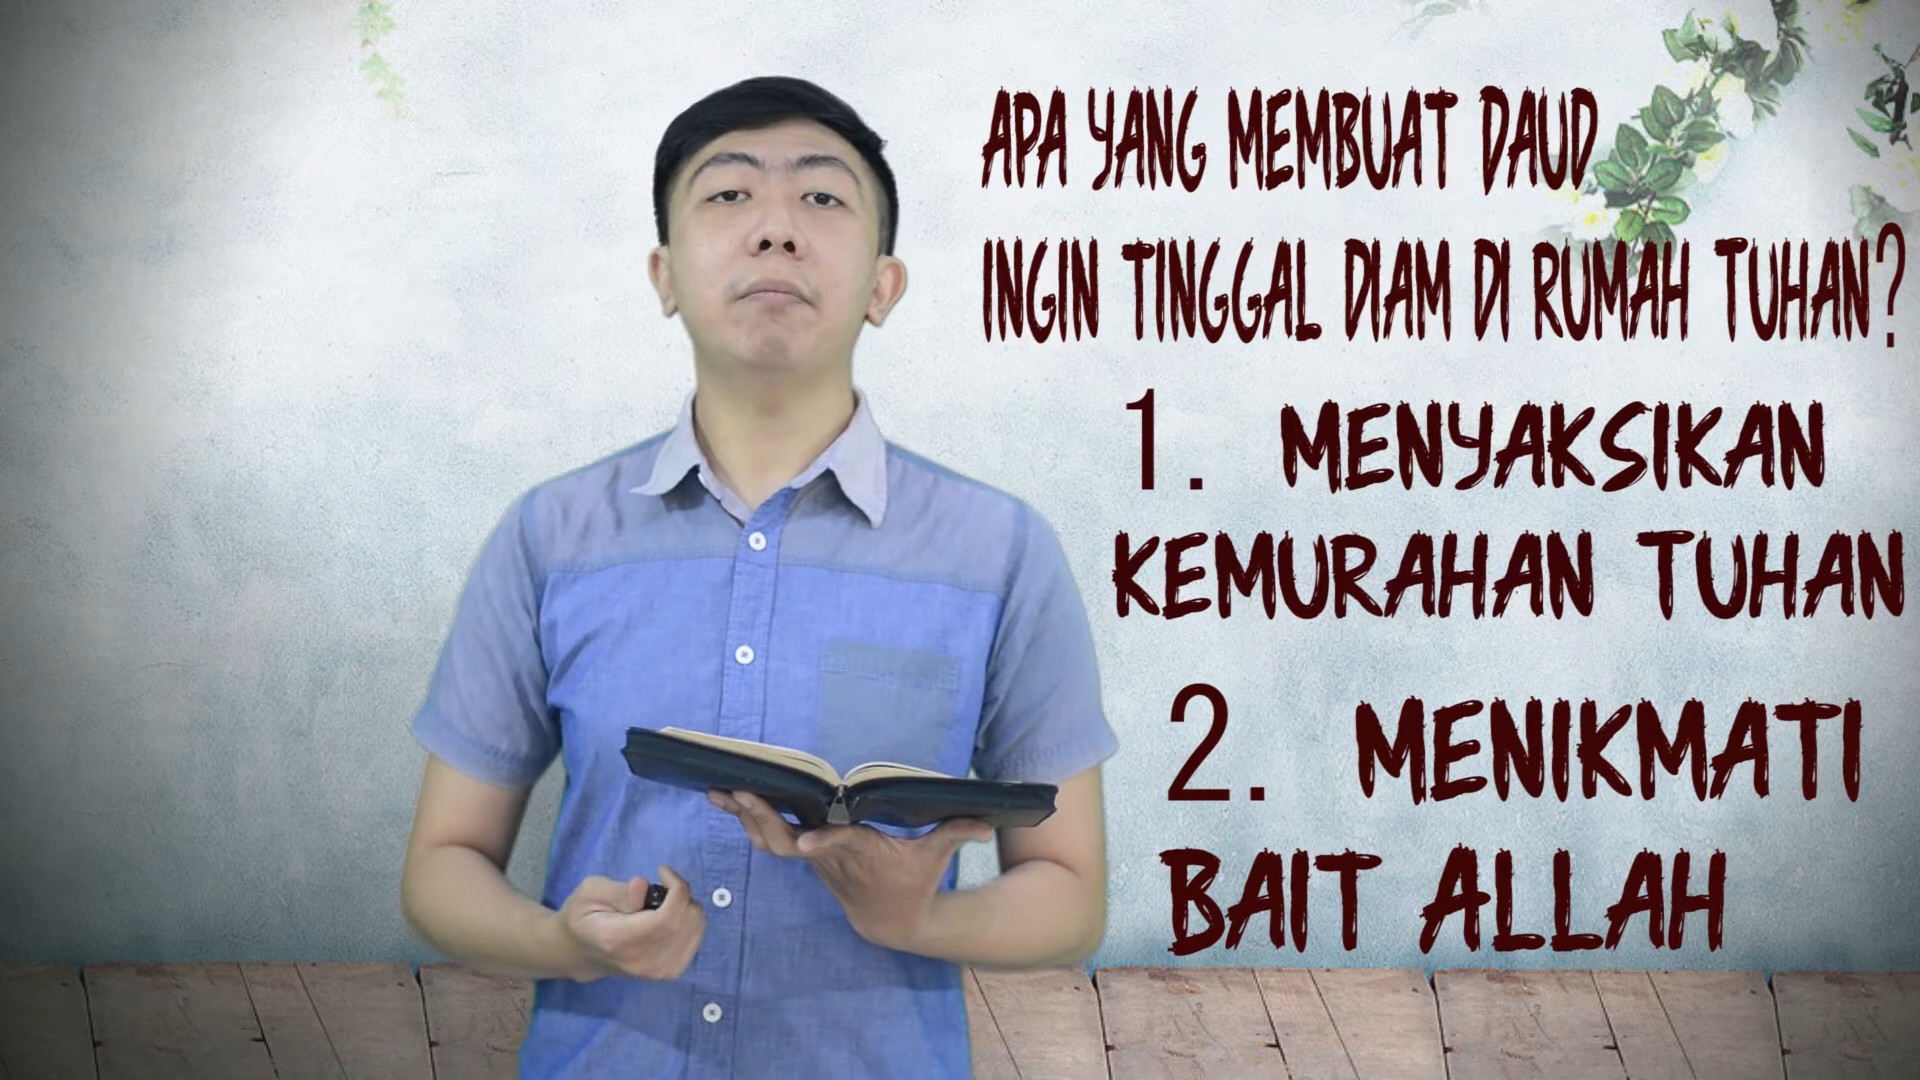 APA YANG MEMBUAT DAUD
INGIN TINGGAL DIAM DI RUMAH TUHAN?
1. MENYAKSIKAN
KEMURAHAN TUHAN
2. MENIKMATI
BAIT ALLAH